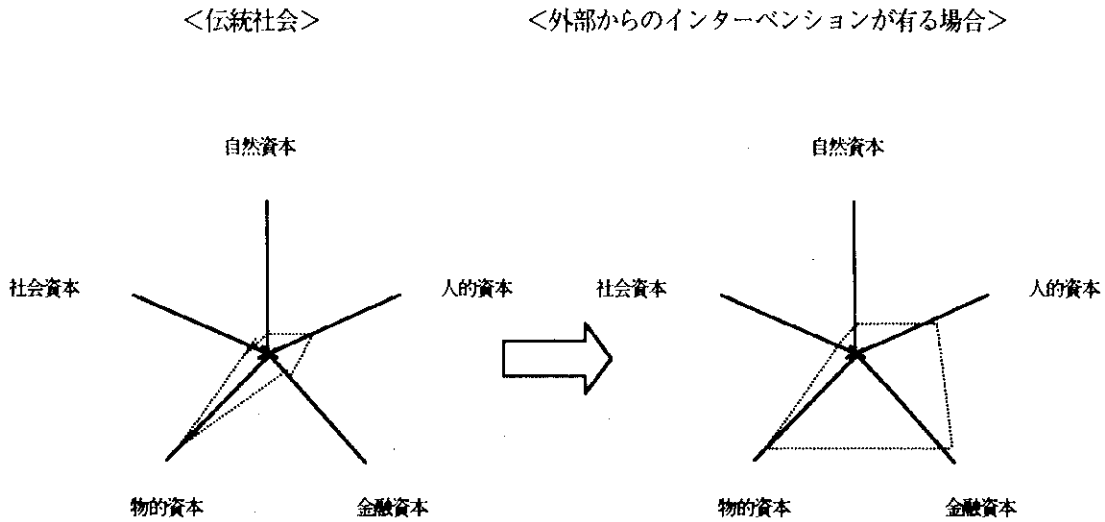 ＜伝統社会＞
＜外部からのインターベンションが有る場合＞
自然資本
社会資本
人的資本
物的資本
金融資本
自然資本
社会資本
人的資本
物的資本
金融資本